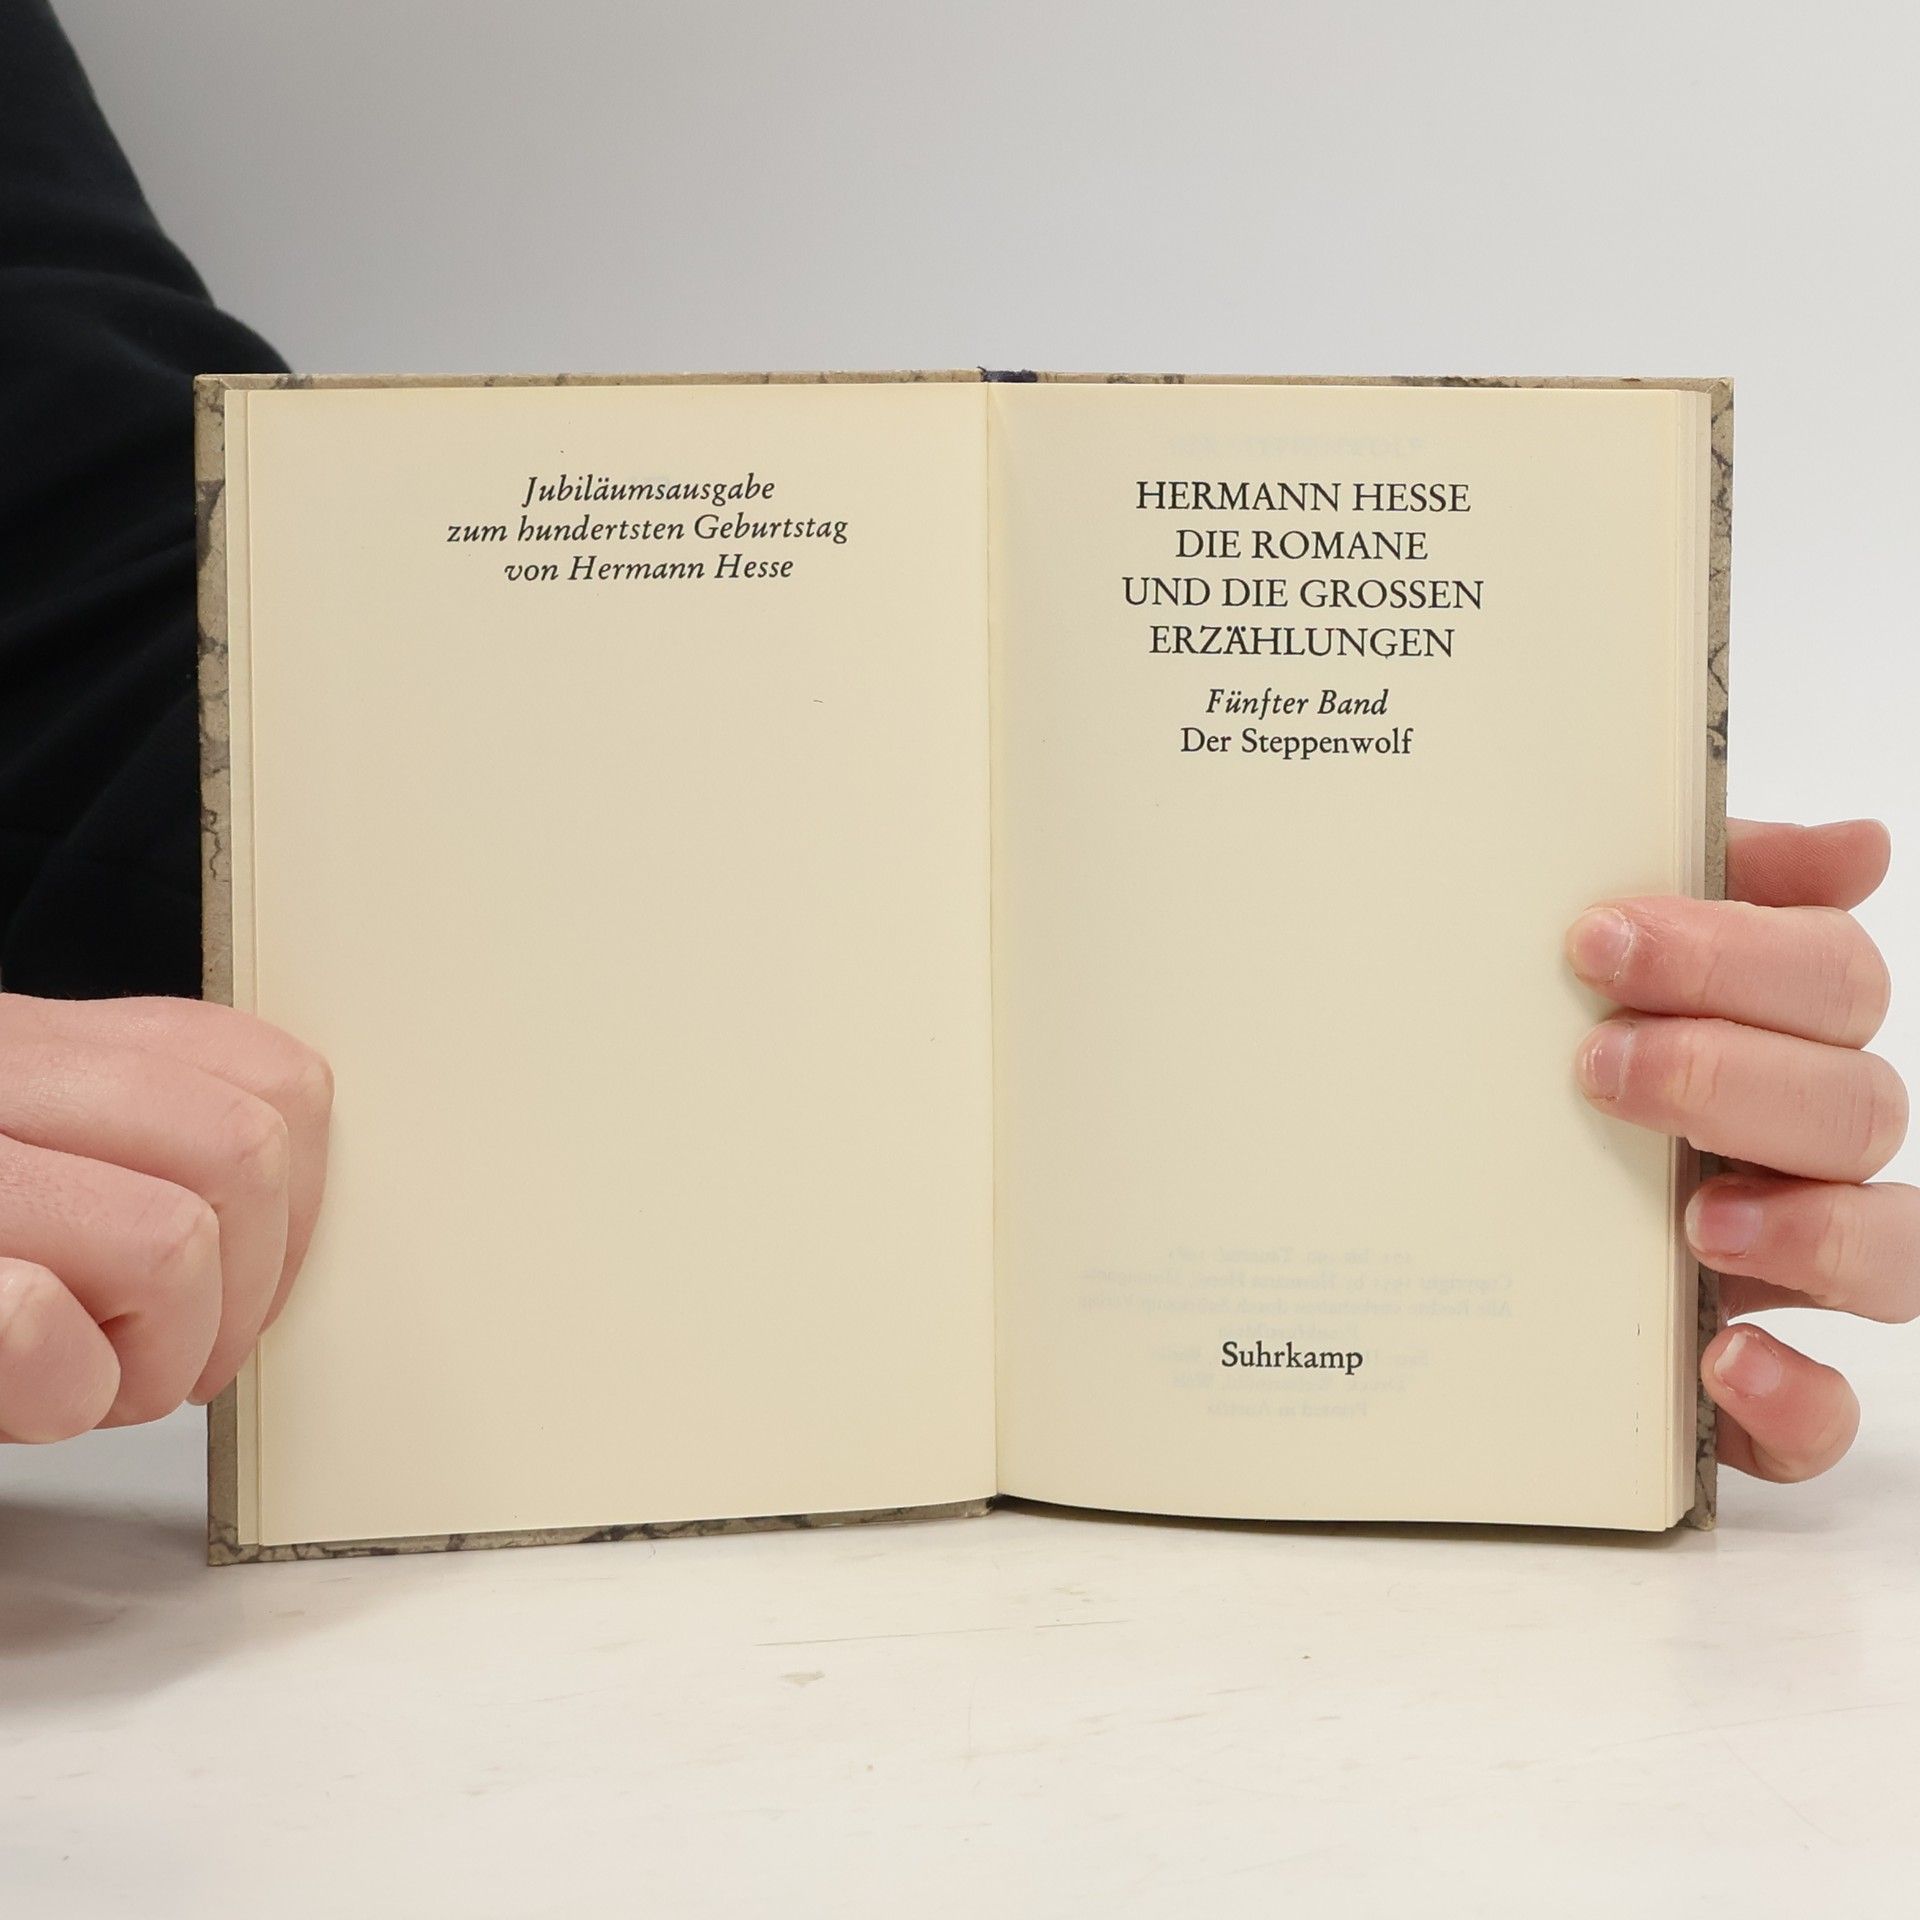 Jubiläumsausgabe
zum hundertsten Geburtstag
von Hermann Hesse
HERMANN HESSE
DIE ROMANE
UND DIE GROSSEN
ERZÄHLUNGEN
Fünfter Band
Der Steppenwolf
Suhrkamp